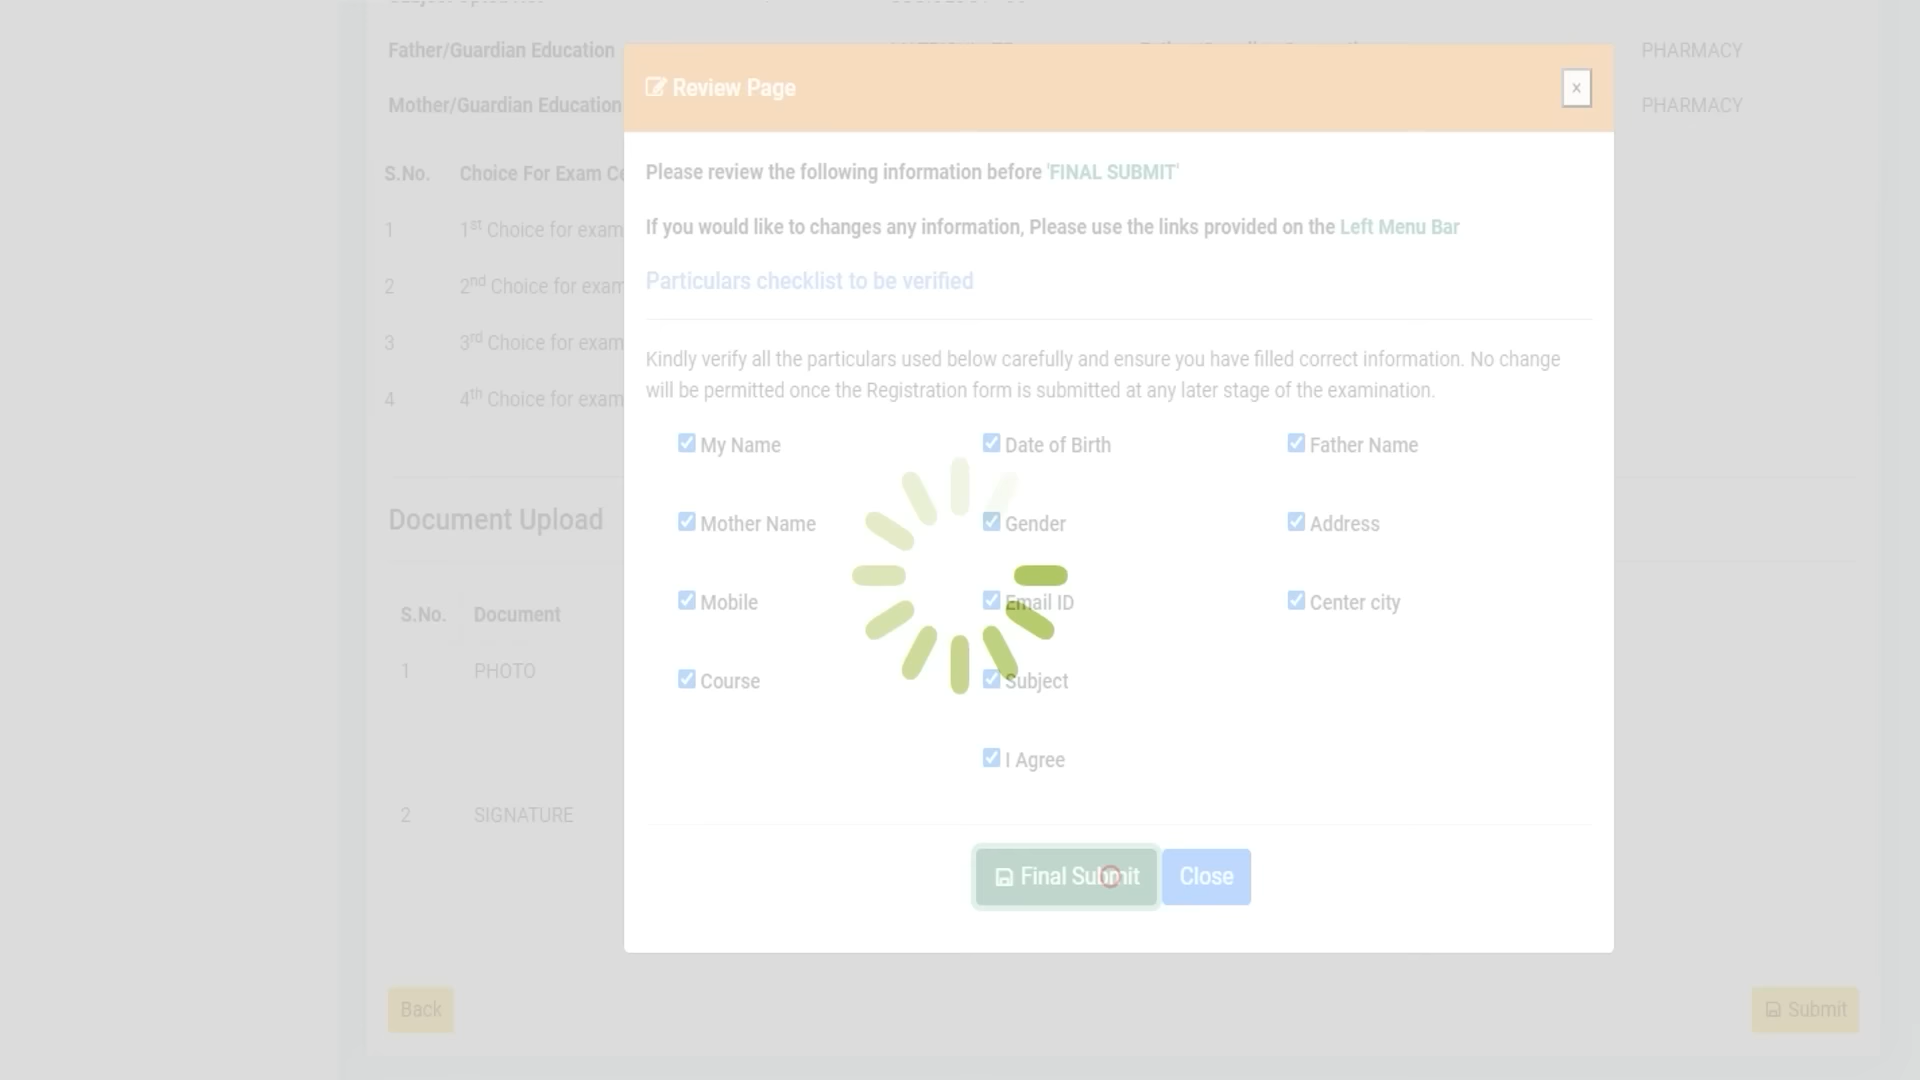 Father/Guardian Education
PHARMACY
Review Page
x
Mother/Guardian Education
PHARMACY
Please review the following information before 'FINAL SUBMIT'
S.No. Choice For Exam
If you would like to changes any information, Please use the links provided on the Left Menu Bar
1 1st Choice for exam
Particulars checklist to be verified
2 2nd Choice for exam
3 3rd Choice for exam
Kindly verify all the particulars used below carefully and ensure you have filled correct information. No change
will be permitted once the Registration form is submitted at any later stage of the examination.
4 4th Choice for exam
My Name Date of Birth Father Name
Document Upload
Mother Name Gender Address
Mobile Email ID Center city
S.No. Document
1 PHOTO
Course Subject
I Agree
2 SIGNATURE
Final Submit Close
Back Submit